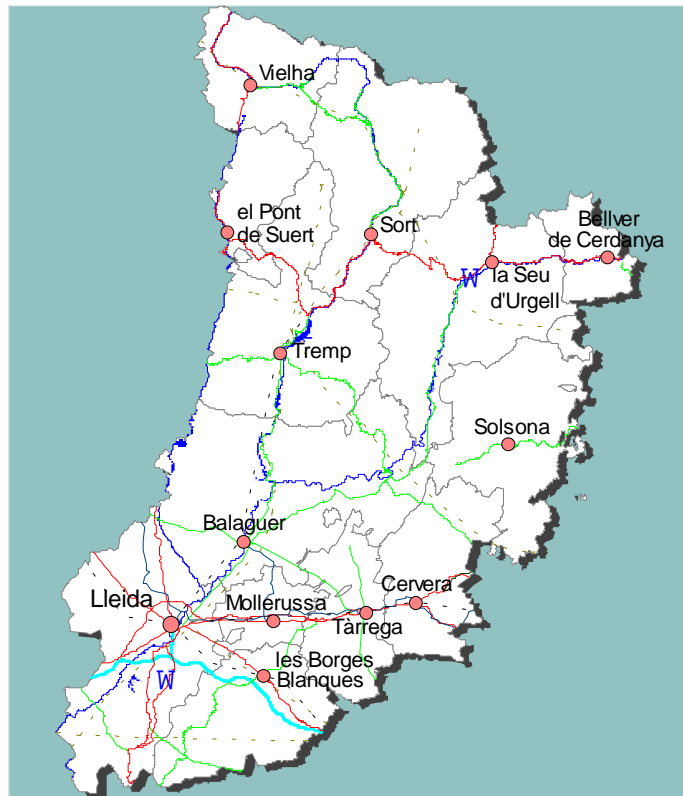 Vielha
el Pont
de Suert
Sort
Bellver
de Cerdanya
W
la Seu
d'Urgell
Tremp
Solsona
Balaguer
Cervera
Lleida
Mollerussa
Tàrrega
les Borges
Blanques
W